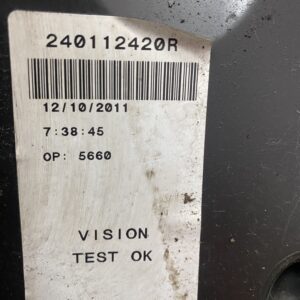 240112420R
12/10/2011
7:38:45
OP: 5660
VISION
TEST OK